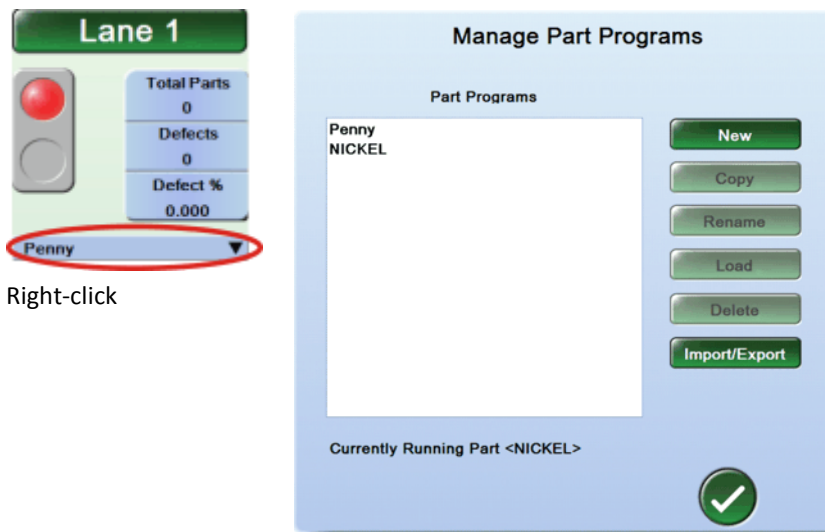 Lane 1
Total Parts
0
Defects
0
Defect %
0.000
Penny
Right-click
Manage Part Programs
Part Programs
Penny
NICKEL
New
Copy
Rename
Load
Delete
Import/Export
Currently Running Part <NICKEL>